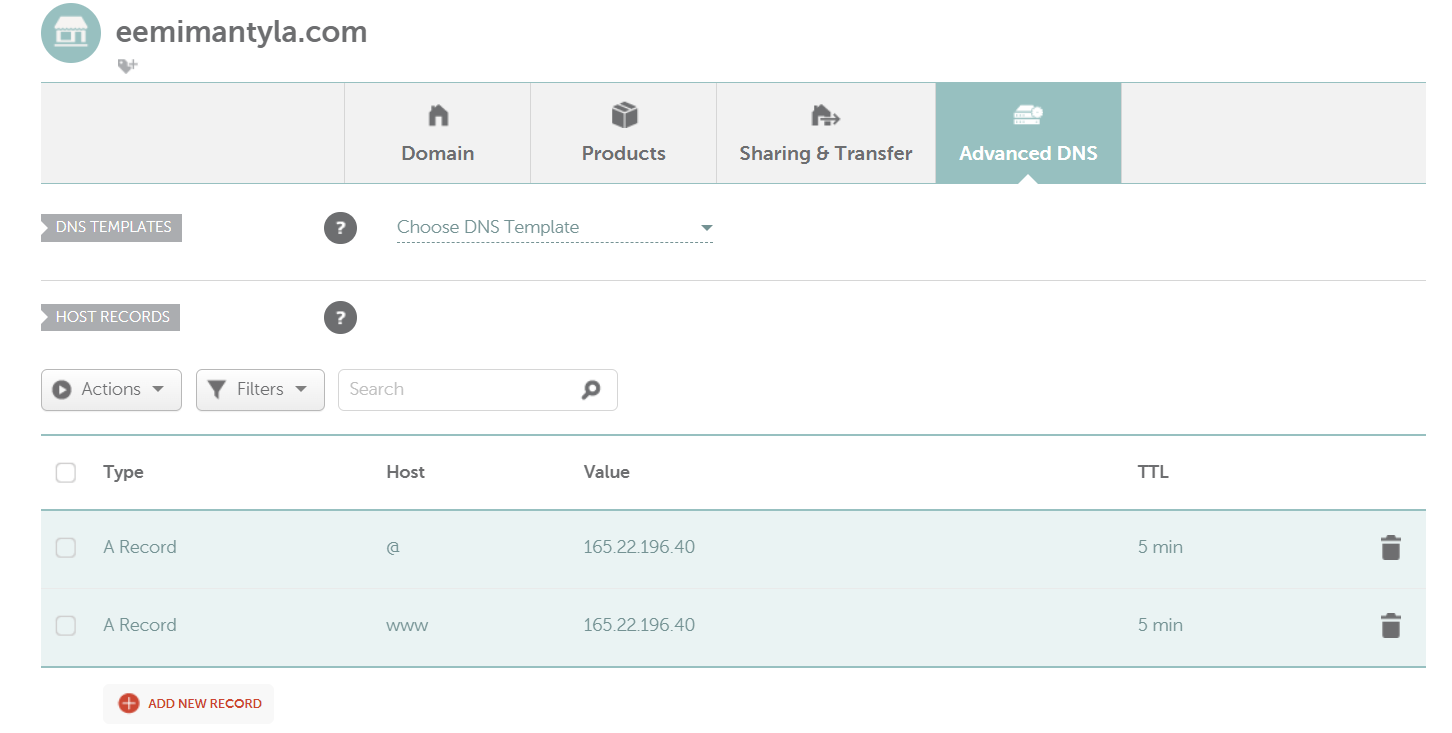 eemimantyla.com
Domain Products Sharing & Transfer Advanced DNS
DNS TEMPLATES ? Choose DNS Template
HOST RECORDS ?
Actions Filters Search
Type Host Value TTL
A Record @ 165.22.196.40 5 min
A Record www 165.22.196.40 5 min
ADD NEW RECORD